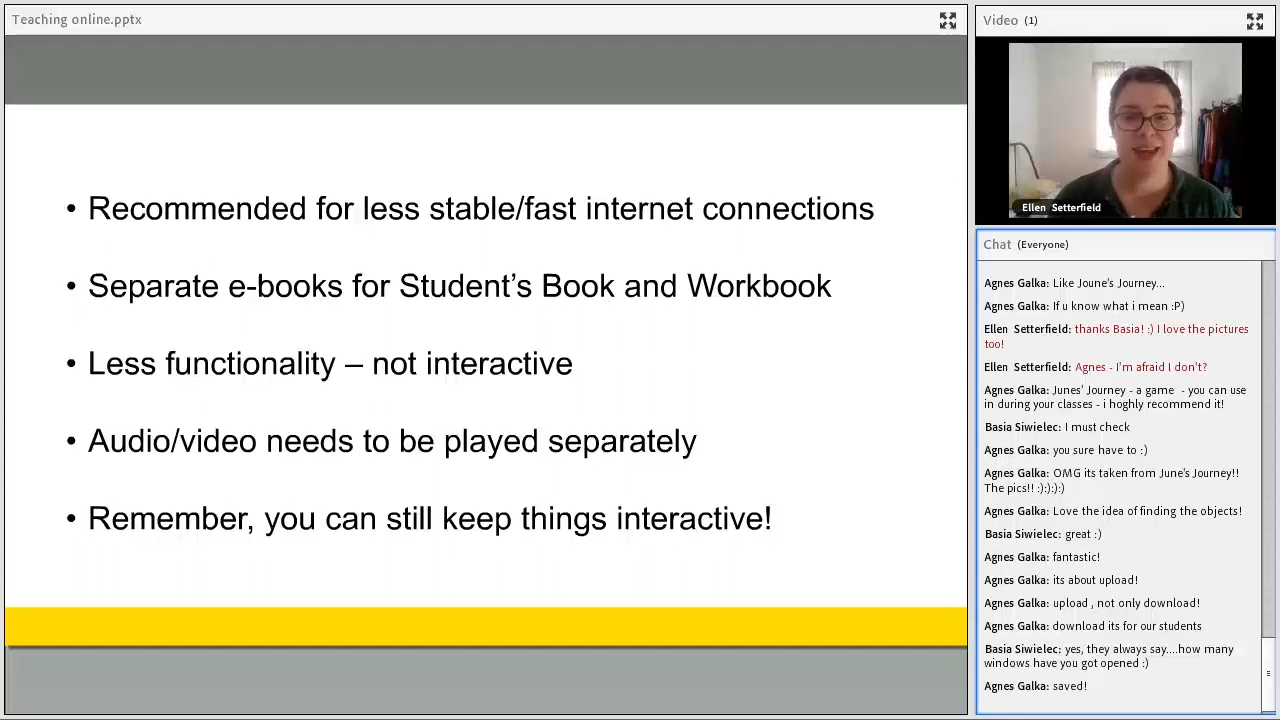 Teaching online.pptx
• Recommended for less stable/fast internet connections
• Separate e-books for Student’s Book and Workbook
• Less functionality – not interactive
• Audio/video needs to be played separately
• Remember, you can still keep things interactive!
Video (1)
Ellen Setterfield
Chat (Everyone)
Agnes Galka: Like Joune's Journey...
Agnes Galka: If u know what i mean :P)
Ellen Setterfield: thanks Basia! :) I love the pictures
too!
Ellen Setterfield: Agnes - I'm afraid I don't?
Agnes Galka: Junes' Journey - a game - you can use
in during your classes - i hoghly recommend it!
Basia Siwielec: I must check
Agnes Galka: you sure have to :)
Agnes Galka: OMG its taken from June's Journey!!
The pics!! :):):):)
Agnes Galka: Love the idea of finding the objects!
Basia Siwielec: great :)
Agnes Galka: fantastic!
Agnes Galka: its about upload!
Agnes Galka: upload , not only download!
Agnes Galka: download its for our students
Basia Siwielec: yes, they always say....how many
windows have you got opened :)
Agnes Galka: saved!